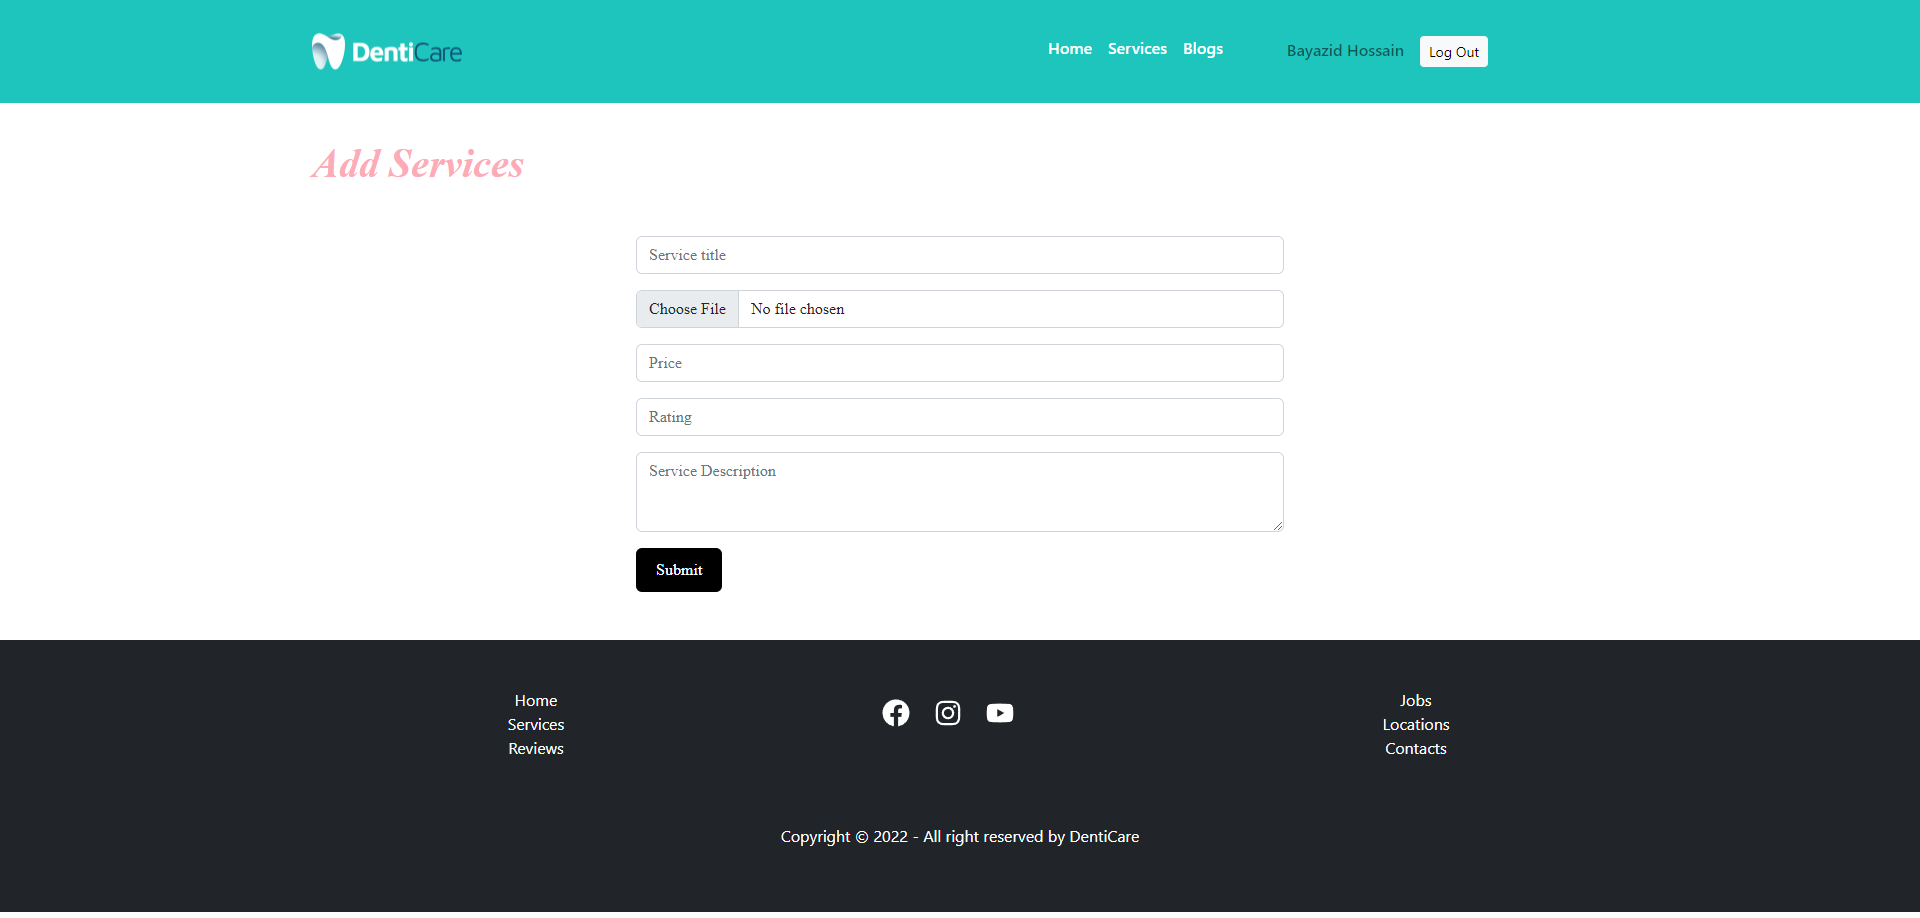 DentiCare
Home Services Blogs Bayazid Hossain Log Out
Add Services
Service title
Choose File No file chosen
Price
Rating
Service Description
Submit
Home
Services
Reviews
Jobs
Locations
Contacts
Copyright © 2022 - All right reserved by DentiCare